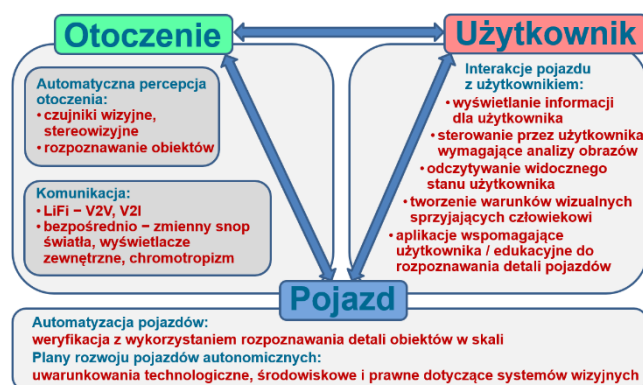 Otoczenie
Użytkownik
Automatyczna percepcja
otoczenia:
• czujniki wizyjne,
stereowizyjne
• rozpoznawanie obiektów
Komunikacja:
• LiFi – V2V, V2I
• bezpośrednio – zmienny snop
światła, wyświetlacze
zewnętrzne, chromotropizm
Interakcje pojazdu
z użytkownikiem:
• wyświetlanie informacji
dla użytkownika
• sterowanie przez użytkownika
wymagające analizy obrazów
• odczytywanie widocznego
stanu użytkownika
• tworzenie warunków wizualnych
sprzyjających człowiekowi
• aplikacje wspomagające
użytkownika / edukacyjne do
rozpoznawania detali pojazdów
Pojazd
Automatyzacja pojazdów:
weryfikacja z wykorzystaniem rozpoznawania detali obiektów w skali
Plany rozwoju pojazdów autonomicznych:
uwarunkowania technologiczne, środowiskowe i prawne dotyczące systemów wizyjnych